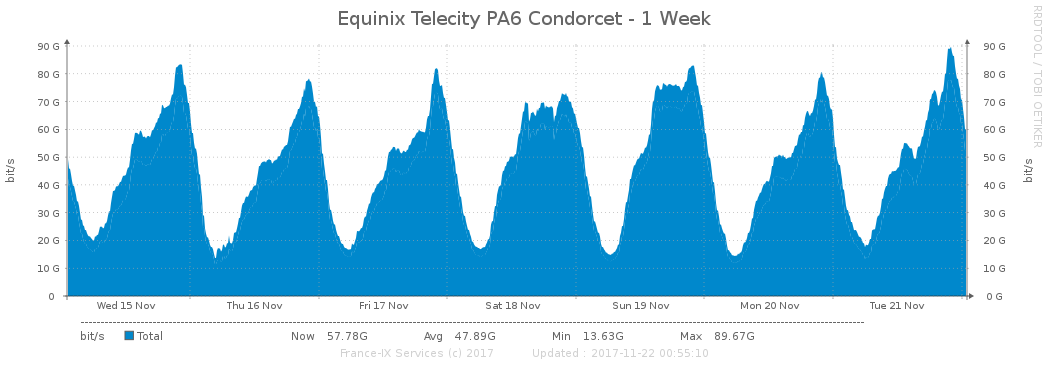 Equinix Telecity PA6 Condorcet - 1 Week
RRDTOOL / TOBI OETIKER
bit/s
90 G
80 G
70 G
60 G
50 G
40 G
30 G
20 G
10 G
0
90 G
80 G
70 G
60 G
50 G
40 G
30 G
20 G
10 G
0 G
bit/s
Wed 15 Nov Thu 16 Nov Fri 17 Nov Sat 18 Nov Sun 19 Nov Mon 20 Nov Tue 21 Nov
bit/s Total Now 57.78G Avg 47.89G Min 13.63G Max 89.67G
France-IX Services (c) 2017 Updated : 2017-11-22 00:55:10